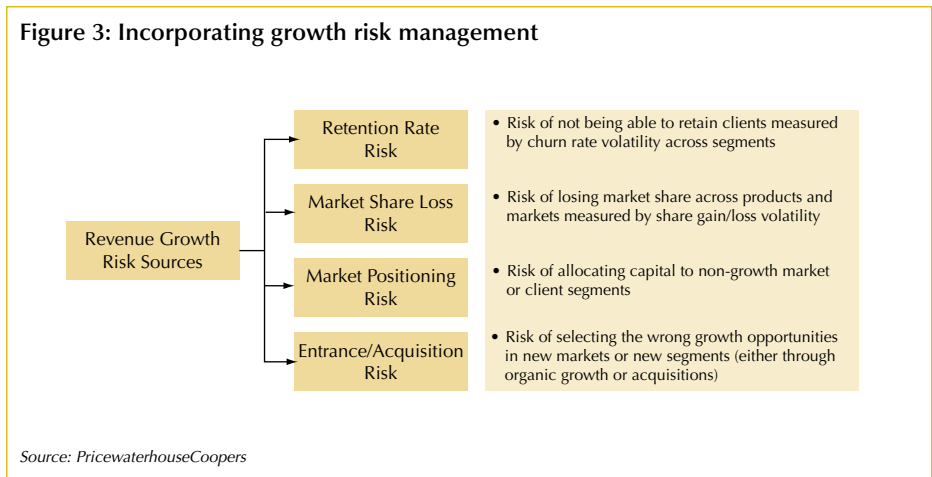 Figure 3: Incorporating growth risk management
Revenue Growth
Risk Sources
Retention Rate
Risk
• Risk of not being able to retain clients measured
by churn rate volatility across segments
Market Share Loss
Risk
• Risk of losing market share across products and
markets measured by share gain/loss volatility
Market Positioning
Risk
• Risk of allocating capital to non-growth market
or client segments
Entrance/Acquisition
Risk
• Risk of selecting the wrong growth opportunities
in new markets or new segments (either through
organic growth or acquisitions)
Source: PricewaterhouseCoopers